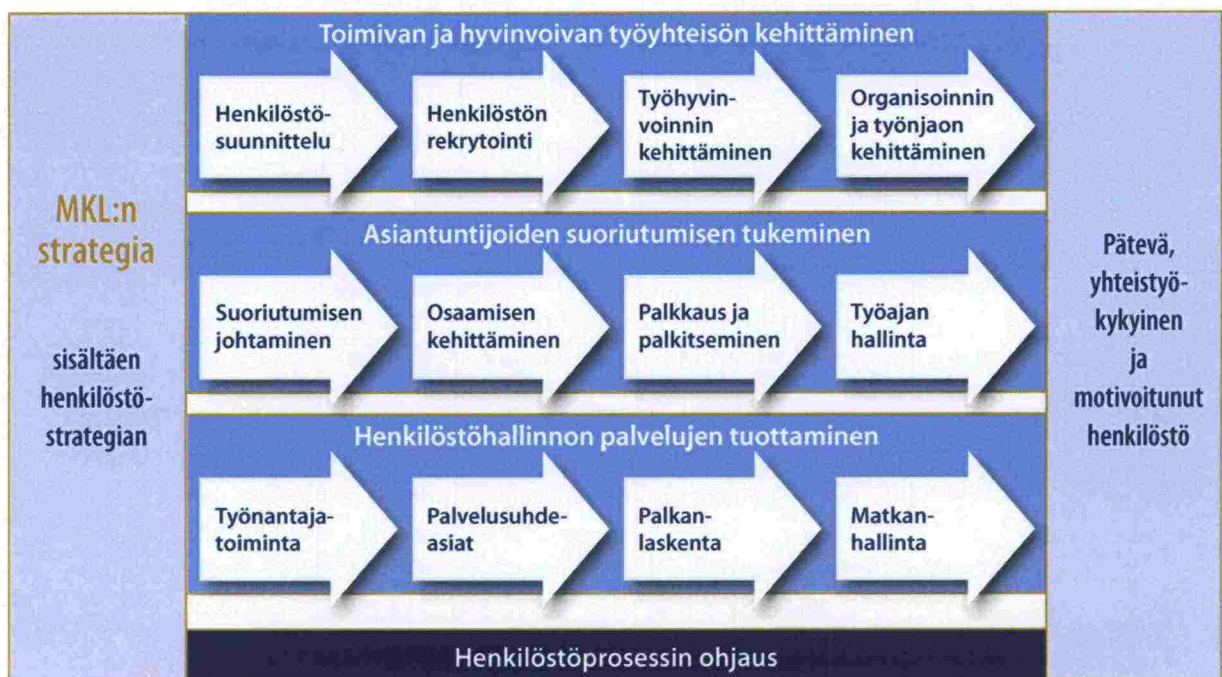 MKL:n
strategia
sisältäen
henkilöstö-
strategian
Toimivan ja hyvinvoivan työyhteisön kehittäminen
Henkilöstö-
suunnittelu
Henkilöstön
rekrytointi
Työhyvin-
voinnin
kehittäminen
Organisoinnin
ja työnjaon
kehittäminen
Asiantuntijoiden suoriutumisen tukeminen
Suoriutumisen
johtaminen
Osaamisen
kehittäminen
Palkkaus ja
palkitseminen
Työajan
hallinta
Henkilöstöhallinnon palvelujen tuottaminen
Työnantaja-
toiminta
Palvelusuhde-
asiat
Palkan-
laskenta
Matkan-
hallinta
Henkilöstöprosessin ohjaus
Pätevä,
yhteistyö-
kykyinen
ja
motivoitunut
henkilöstö